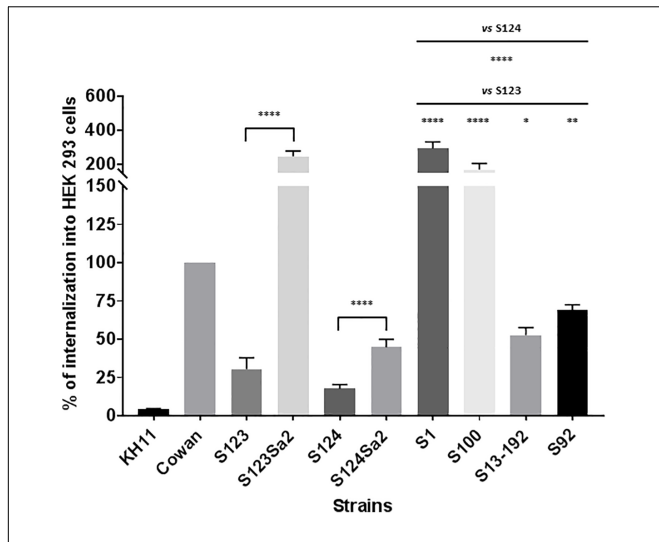 vs S124
****
vs S123
**** **** * **
****
****
% of internalization into HEK 293 cells
600
400
200
150
125
100
75
50
25
0
KH11 Cowan S123 S123Sa2 S124 S124Sa2 S1 S100 S13-192 S92
Strains